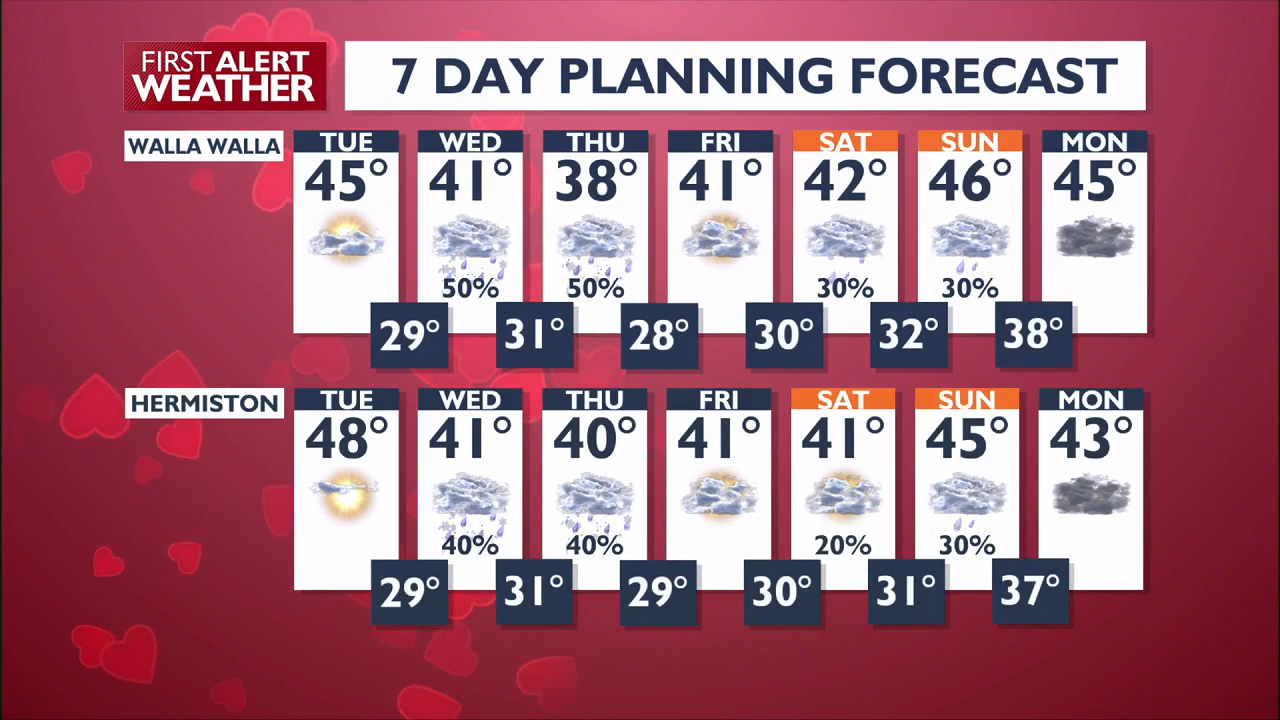 FIRST ALERT
WEATHER
7 DAY PLANNING FORECAST
WALLA WALLA
TUE WED THU FRI SAT SUN MON
45° 41° 38° 41° 42° 46° 45°
50% 50% 30% 30%
29° 31° 28° 30° 32° 38°
HERMISTON
TUE WED THU FRI SAT SUN MON
48° 41° 40° 41° 41° 45° 43°
40% 40% 20% 30%
29° 31° 29° 30° 31° 37°